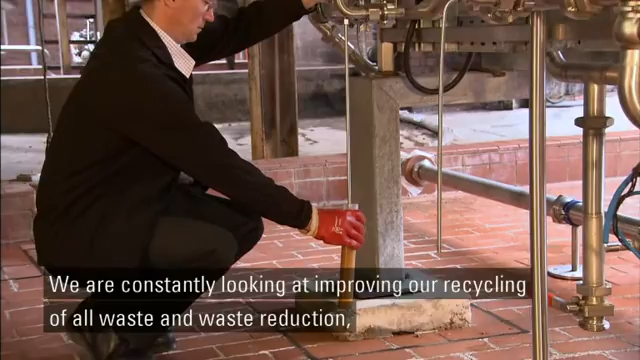 We are constantly looking at improving our recycling
of all waste and waste reduction,